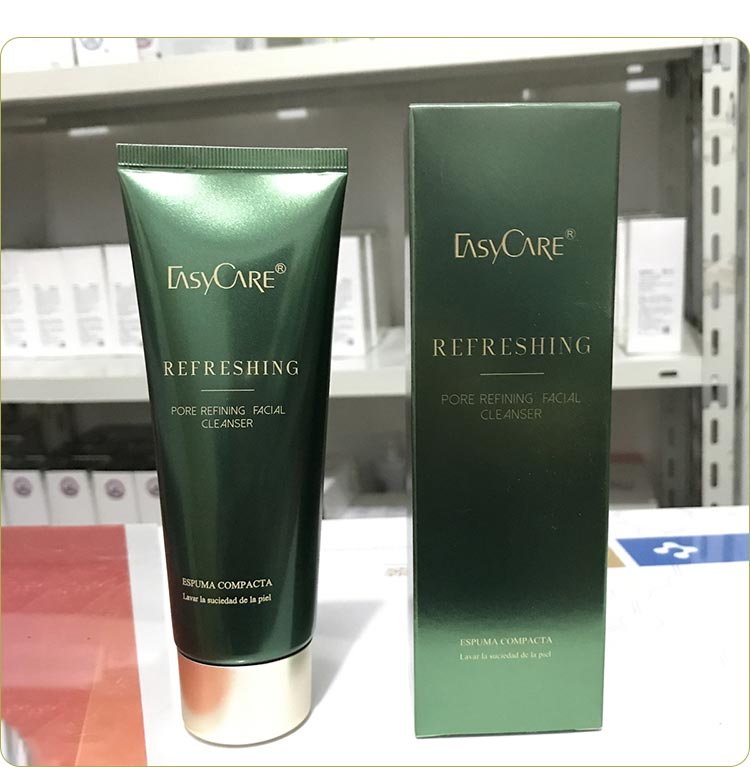 EASYCARE®
REFRESHING
PORE REFINING FACIAL
CLEANSER
ESPUMA COMPACTA
Lavar la suciedad de la piel
EASYCARE®
REFRESHING
PORE REFINING FACIAL
CLEANSER
ESPUMA COMPACTA
Lavar la suciedad de la piel